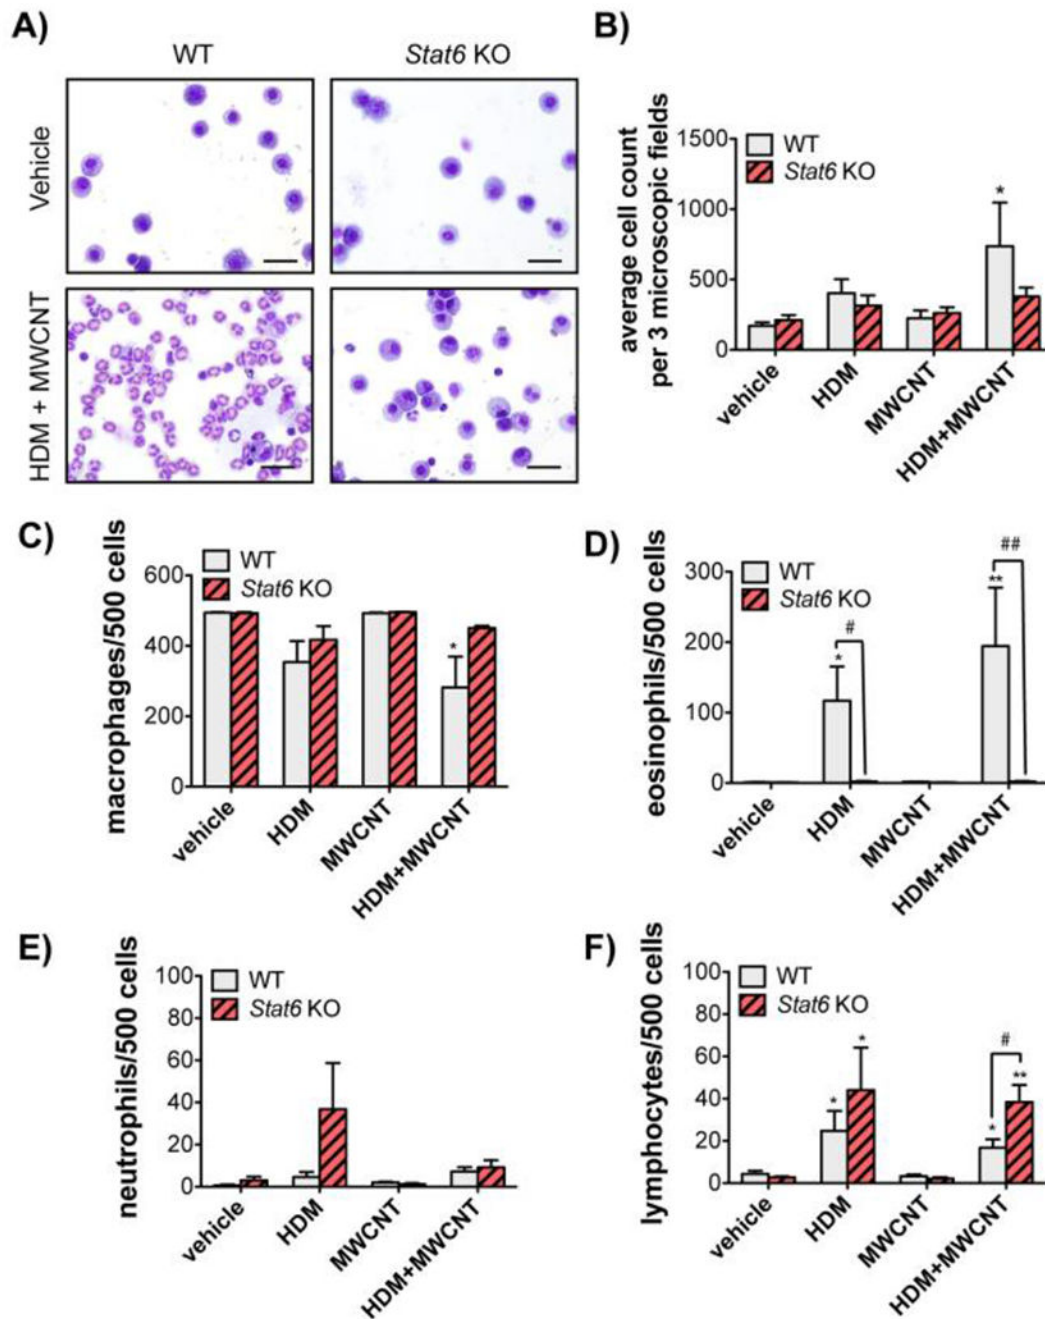 A)
WT
Stat6 KO
Vehicle
HDM + MWCNT
B)
average cell count
per 3 microscopic fields
1500
1000
500
0
WT
Stat6 KO
*
vehicle
HDM
MWCNT
HDM+MWCNT
C)
macrophages/500 cells
600
400
200
0
WT
Stat6 KO
*
vehicle
HDM
MWCNT
HDM+MWCNT
D)
eosinophils/500 cells
300
200
100
0
WT
Stat6 KO
#
*
##
**
vehicle
HDM
MWCNT
HDM+MWCNT
E)
neutrophils/500 cells
100
80
60
40
20
0
WT
Stat6 KO
vehicle
HDM
MWCNT
HDM+MWCNT
F)
lymphocytes/500 cells
100
80
60
40
20
0
WT
Stat6 KO
*
*
#
*
**
vehicle
HDM
MWCNT
HDM+MWCNT